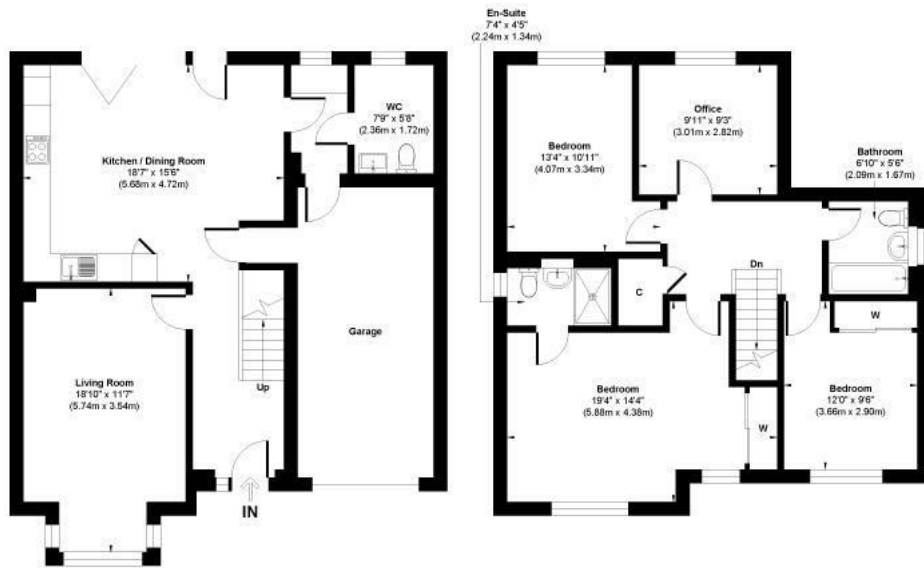 En-Suite
7'4" x 4'5"
(2.24m x 1.34m)
WC
7'9" x 5'8"
(2.36m x 1.72m)
Kitchen / Dining Room
18'7" x 15'6"
(5.68m x 4.72m)
Living Room
18'10" x 11'7"
(5.74m x 3.54m)
Up
Garage
IN
Bedroom
13'4" x 10'11"
(4.07m x 3.34m)
Office
9'11" x 9'3"
(3.01m x 2.82m)
Bathroom
6'10" x 5'6"
(2.09m x 1.67m)
C
Dn
W
Bedroom
19'4" x 14'4"
(5.88m x 4.38m)
W
Bedroom
12'0" x 9'6"
(3.66m x 2.90m)